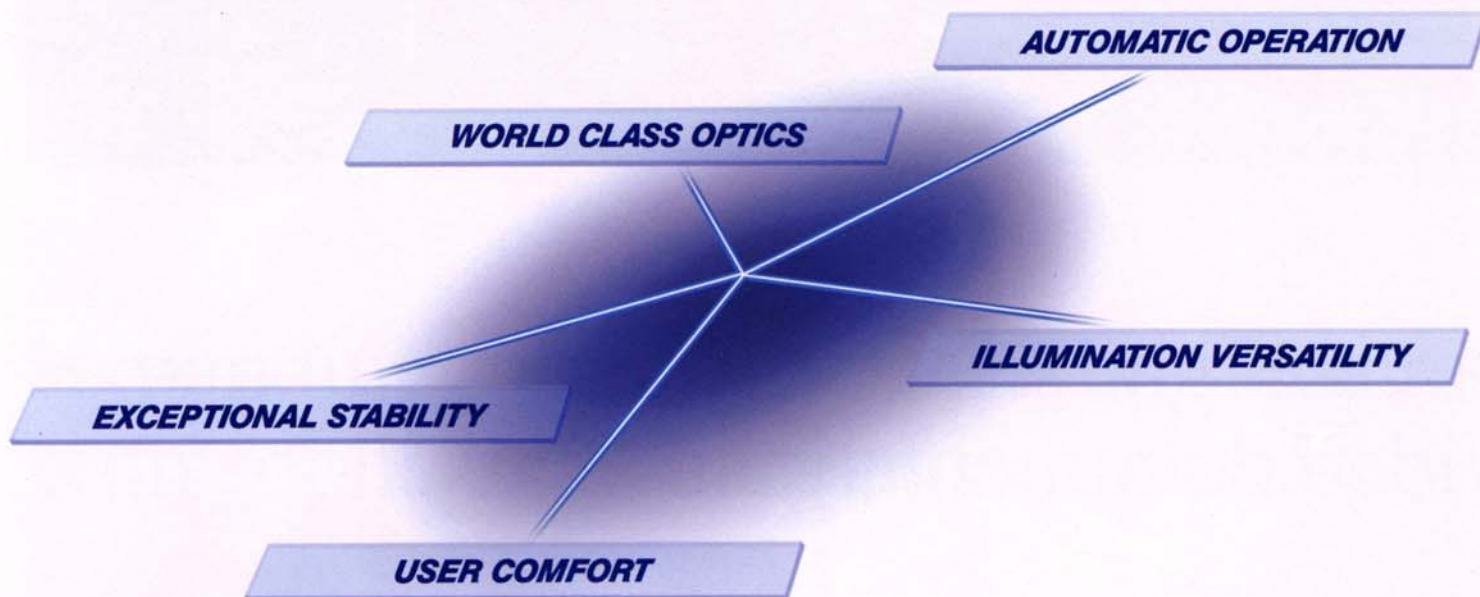 AUTOMATIC OPERATION
WORLD CLASS OPTICS
ILLUMINATION VERSATILITY
EXCEPTIONAL STABILITY
USER COMFORT